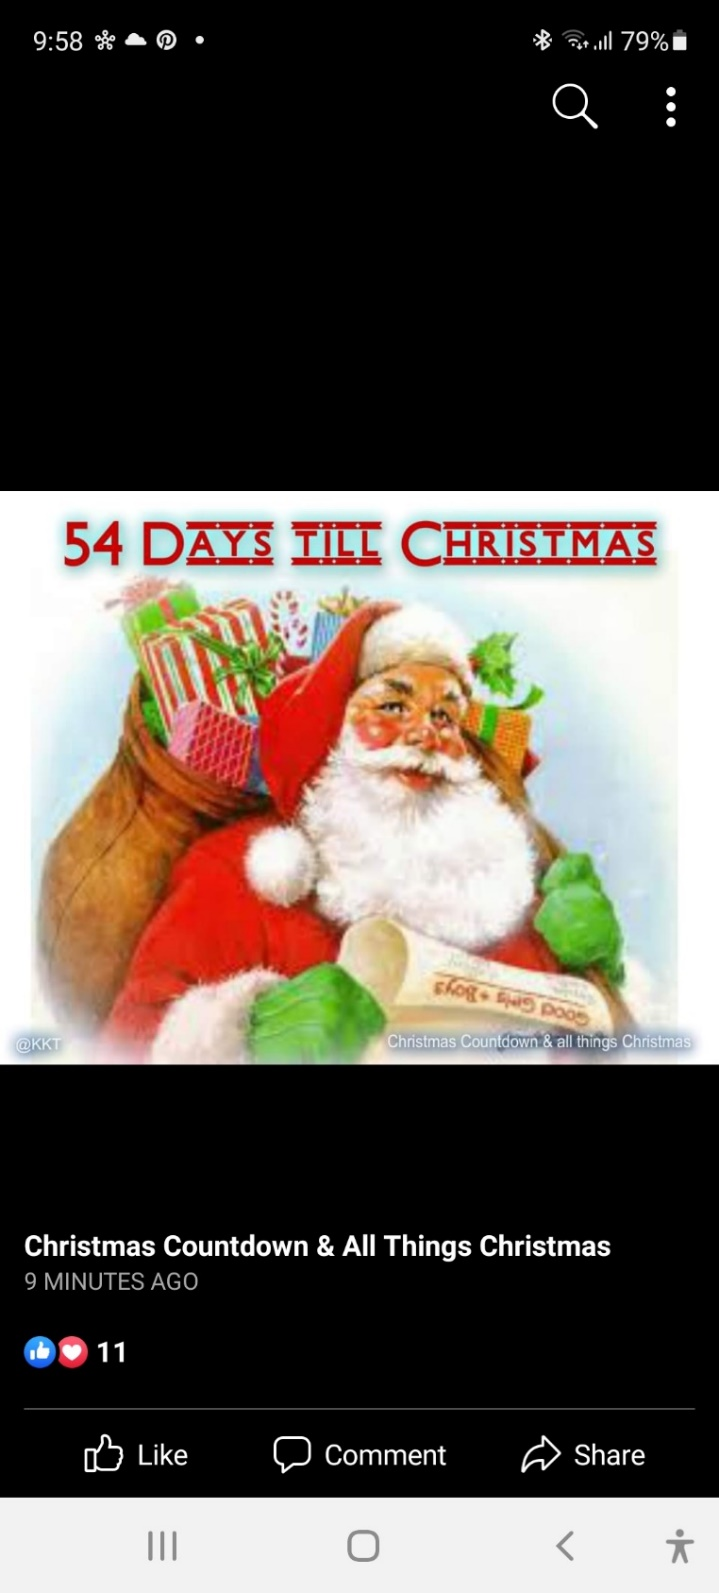 9:58
79%
54 Days till Christmas
Good Girls + Boys
@KKT
Christmas Countdown & all things Christmas
Christmas Countdown & All Things Christmas
9 MINUTES AGO
11
Like Comment Share